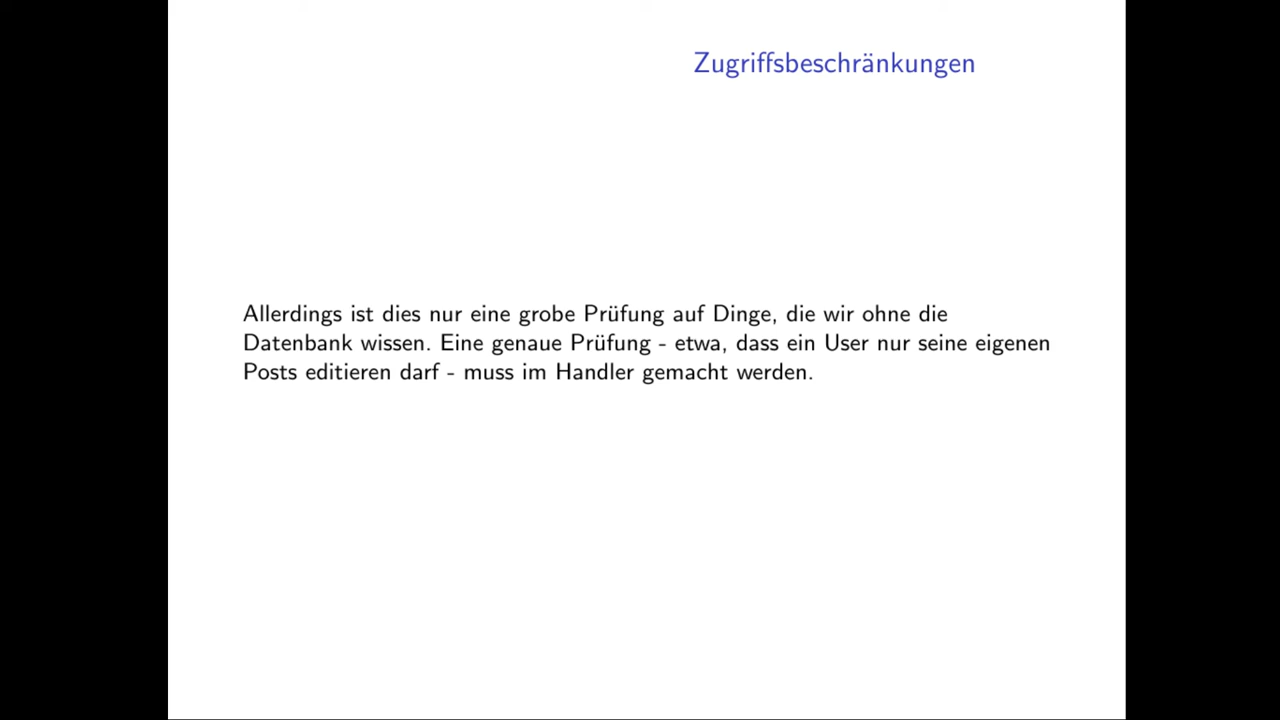 Zugriffsbeschränkungen
Allerdings ist dies nur eine grobe Prüfung auf Dinge, die wir ohne die
Datenbank wissen. Eine genaue Prüfung - etwa, dass ein User nur seine eigenen
Posts editieren darf - muss im Handler gemacht werden.